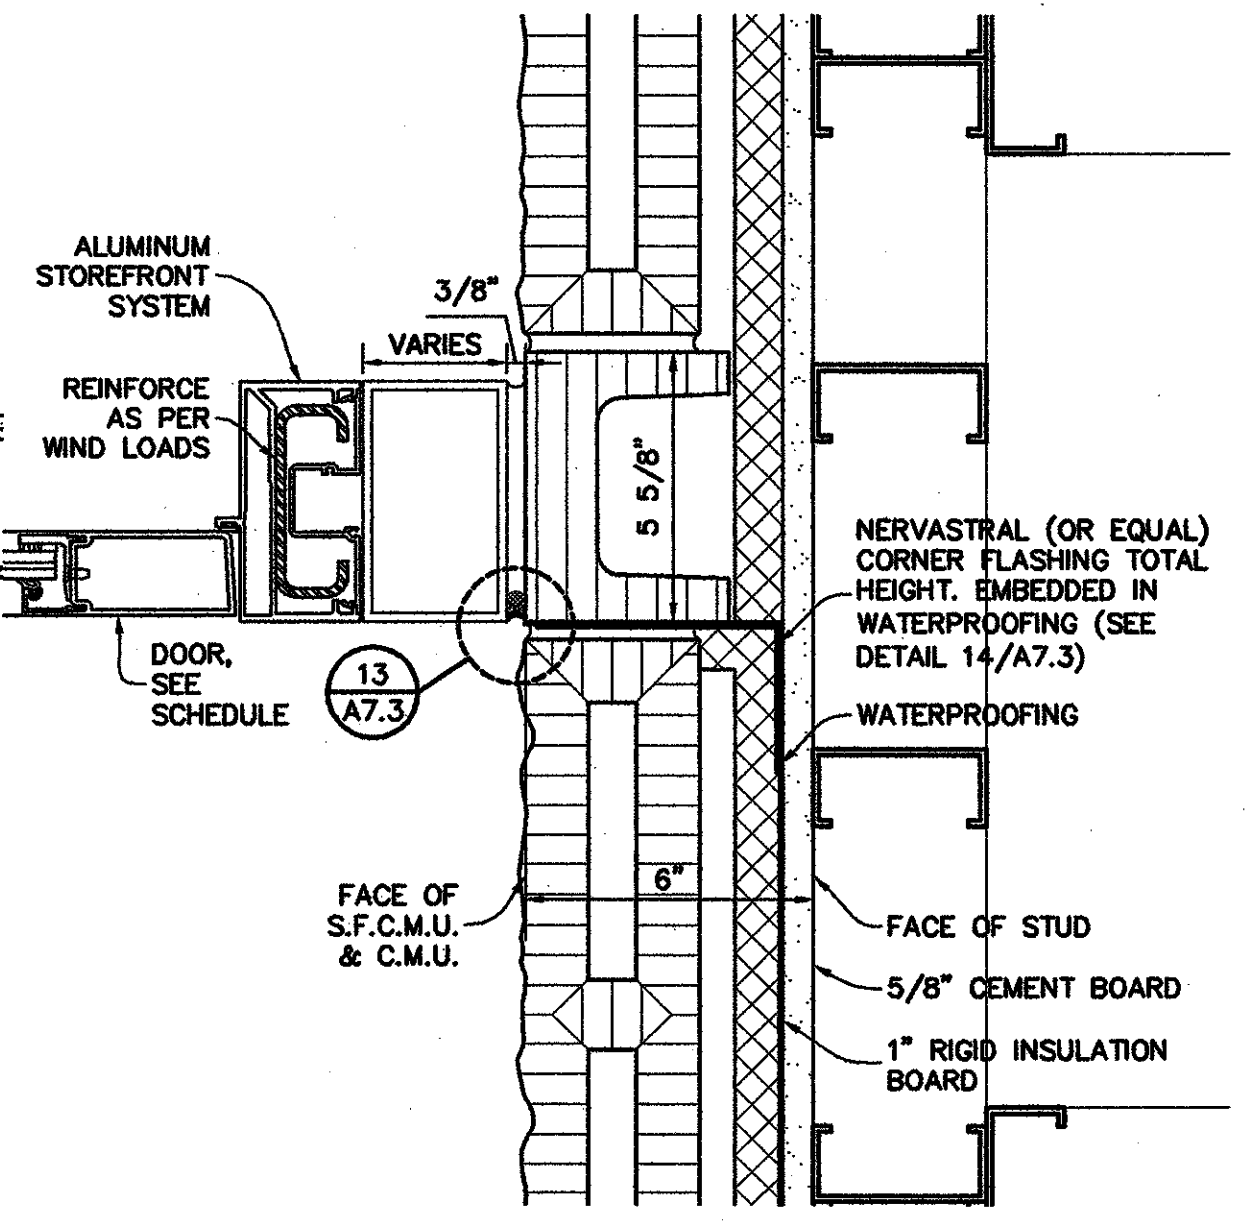 ALUMINUM
STOREFRONT
SYSTEM
3/8"
VARIES
REINFORCE
AS PER
WIND LOADS
5 5/8"
NERVASTRAL (OR EQUAL)
CORNER FLASHING TOTAL
HEIGHT. EMBEDDED IN
WATERPROOFING (SEE
DETAIL 14/A7.3)
DOOR,
SEE
SCHEDULE
13
A7.3
WATERPROOFING
6"
FACE OF
S.F.C.M.U.
& C.M.U.
FACE OF STUD
5/8" CEMENT BOARD
1" RIGID INSULATION
BOARD